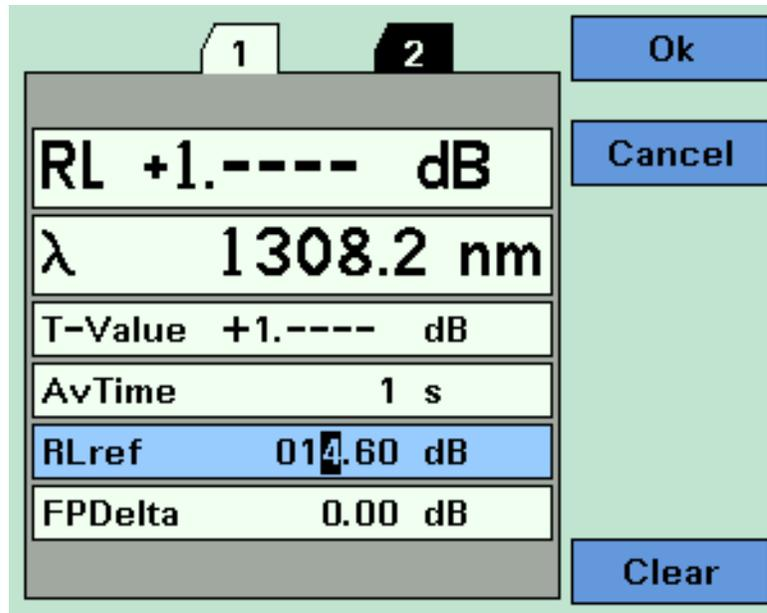 1 2
Ok
Cancel
RL +1.---- dB
λ 1308.2 nm
T-Value +1.---- dB
AvTime 1 s
RLref 014.60 dB
FPDelta 0.00 dB
Clear